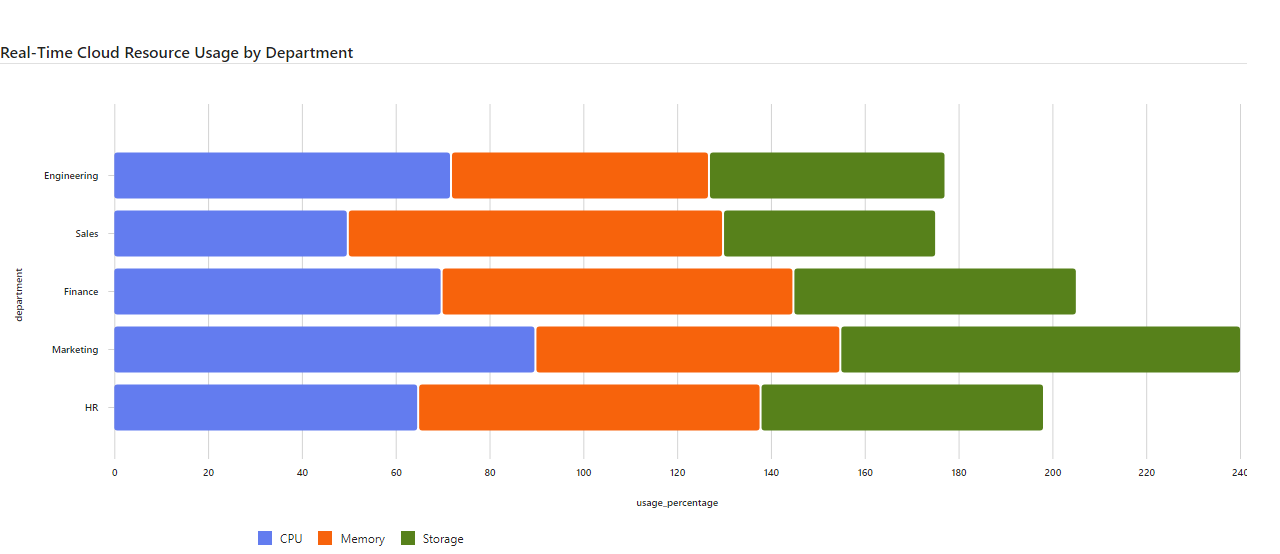 Real-Time Cloud Resource Usage by Department
Engineering
Sales
Finance
Marketing
HR
department
0 20 40 60 80 100 120 140 160 180 200 220 240
usage_percentage
CPU Memory Storage